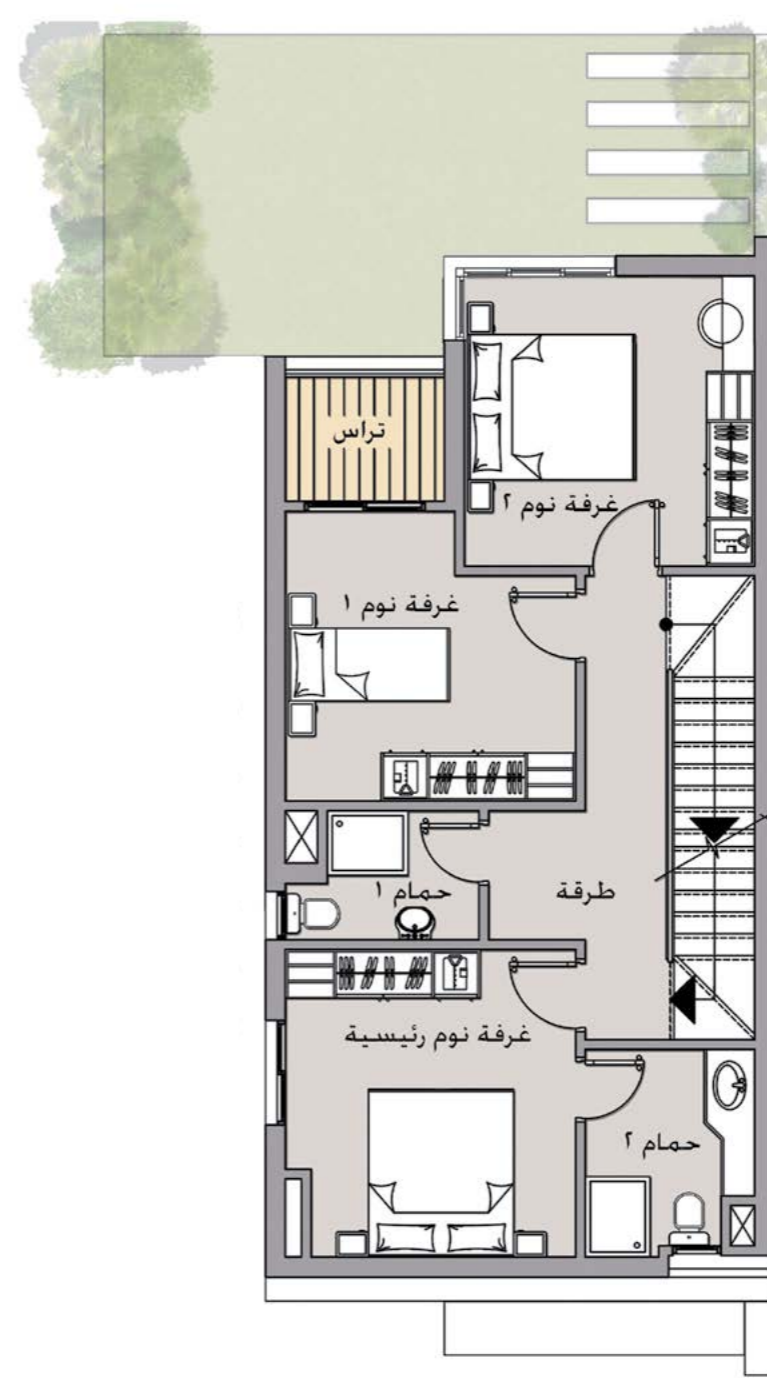 تراس
غرفة نوم ٢
غرفة نوم ١
حمام ١
طرقة
غرفة نوم رئيسية
حمام ٢